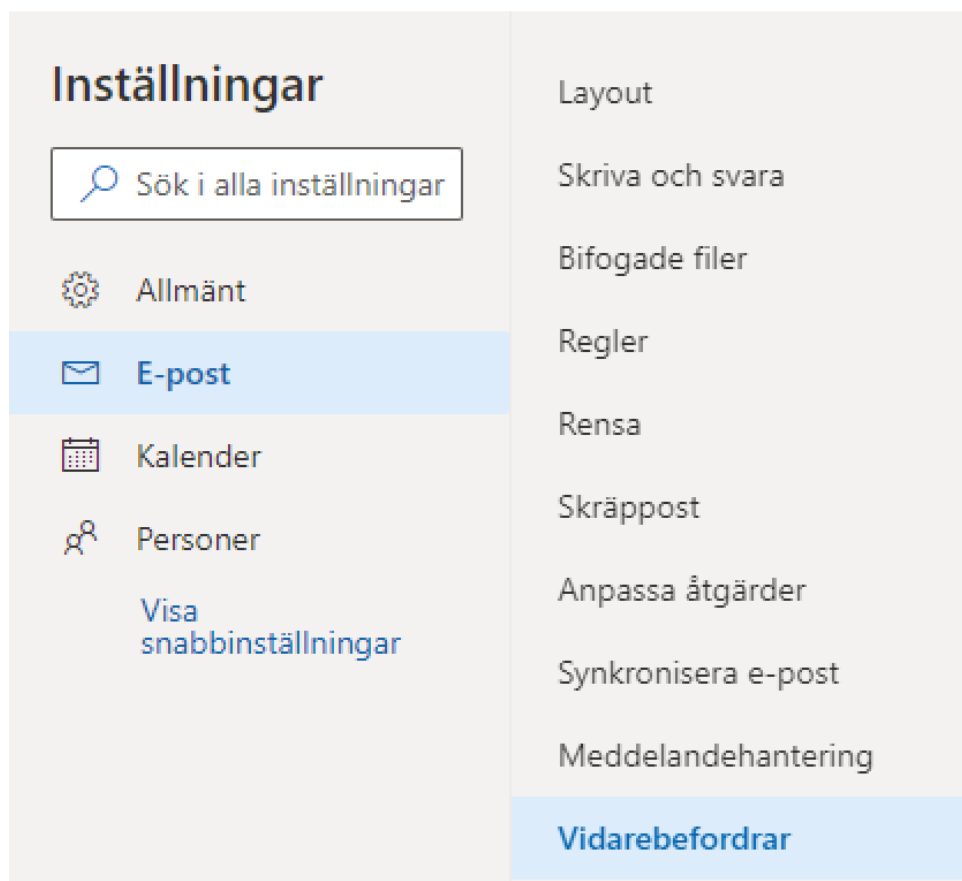 Inställningar
Sök i alla inställningar
Allmänt
E-post
Kalender
Personer
Visa
snabbinställningar
Layout
Skriva och svara
Bifogade filer
Regler
Rensa
Skräppost
Anpassa åtgärder
Synkronisera e-post
Meddelandehantering
Vidarebefordrar